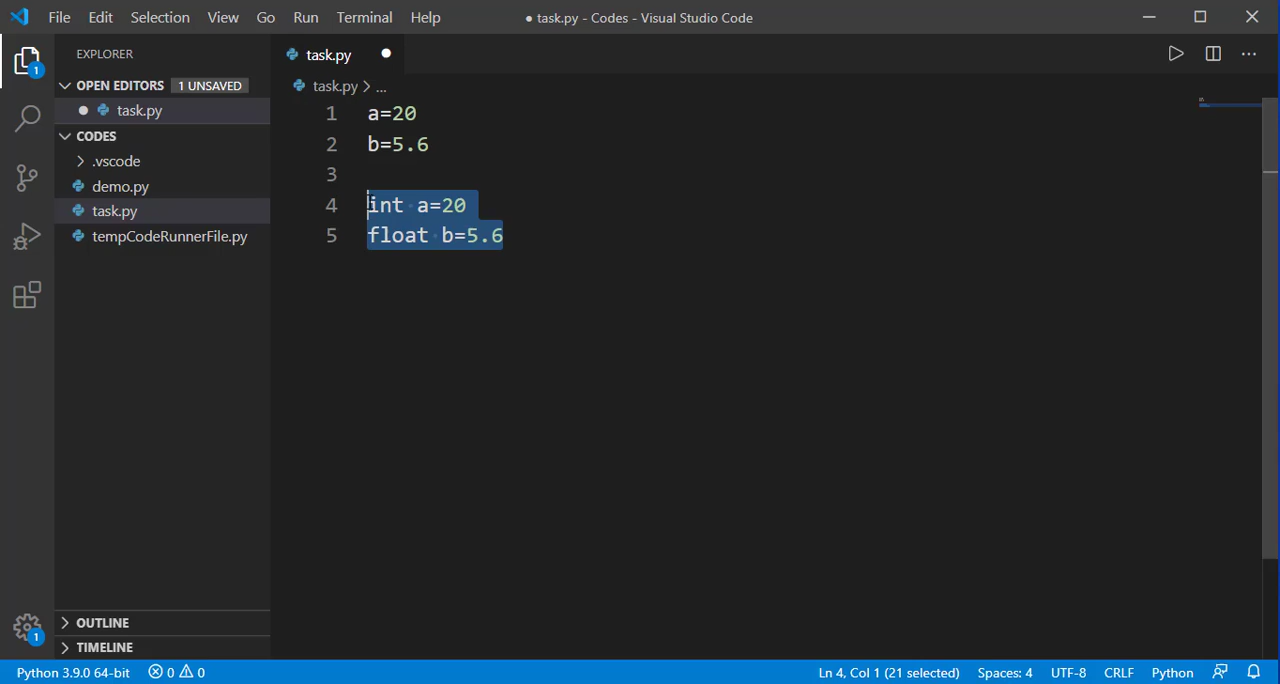 File Edit Selection View Go Run Terminal Help ● task.py - Codes - Visual Studio Code
EXPLORER
OPEN EDITORS 1 UNSAVED
● task.py
CODES
.vscode
demo.py
task.py
tempCodeRunnerFile.py
OUTLINE
TIMELINE
1
1
task.py ●
task.py > ...
1 a=20
2 b=5.6
3
4 int a=20
5 float b=5.6
Python 3.9.0 64-bit 0 0 Ln 4, Col 1 (21 selected) Spaces: 4 UTF-8 CRLF Python